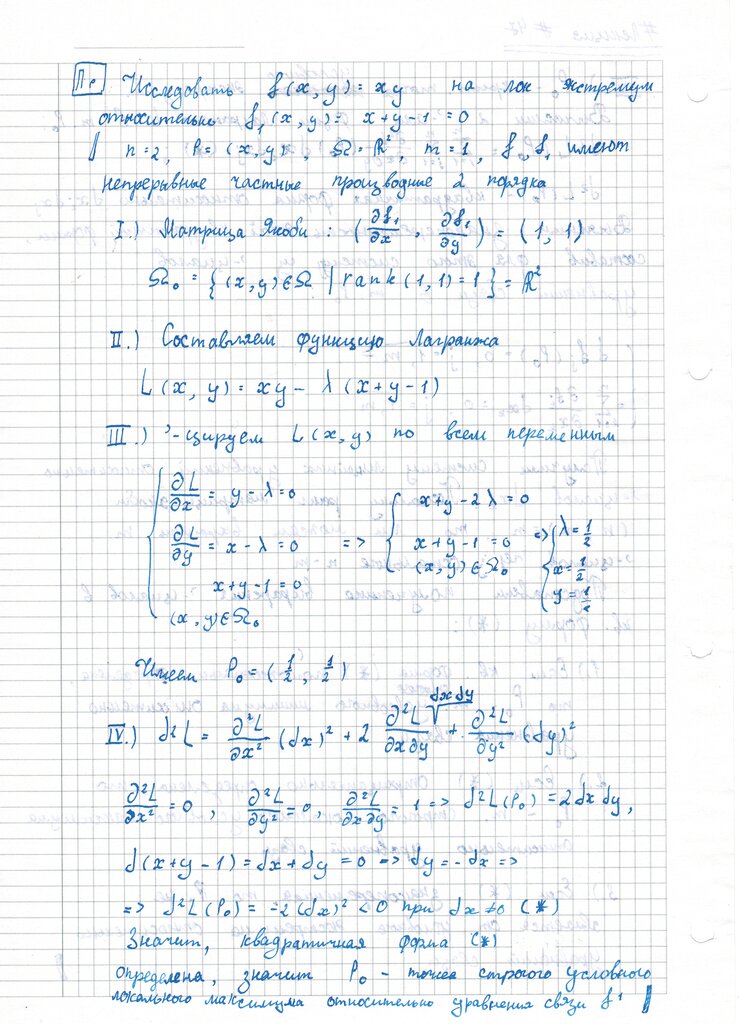 Пр Исследовать f(x, y) = xy на лок экстремум
относительно f₁(x, y) = x+y-1 = 0
n=2, P=(x, y), Ω=ℝ², m=1, f, f₁ имеют
непрерывные частные производные 2 порядка
I.) Матрица Якоби: (∂f₁/∂x, ∂f₁/∂y) = (1, 1)
Ω₀ = {(x, y)∈Ω | rank(1, 1)=1} = ℝ²
II.) Составляем функцию Лагранжа
L(x, y) = xy - λ(x+y-1)
III.) -цируем L(x, y) по всем переменным
{ ∂L/∂x = y - λ = 0
∂L/∂y = x - λ = 0
x+y-1=0
(x, y)∈Ω₀
=> { x+y-2λ=0
x+y-1=0
(x, y)∈Ω₀
=> { λ=1/2
x=1/2
y=1/2
Имеем P₀ = (1/2, 1/2)
IV.) d²L = ∂²L/∂x² (dx)² + 2 ∂²L/∂x∂y dxdy + ∂²L/∂y² (dy)²
∂²L/∂x² = 0, ∂²L/∂y² = 0, ∂²L/∂x∂y = 1 => d²L(P₀) = 2dxdy,
d(x+y-1) = dx+dy = 0 => dy = -dx =>
=> d²L(P₀) = -2(dx)² < 0 при dx≠0 (*)
Значит, квадратичная форма (*)
определена, значит P₀ - точка строгого условного
локального максимума относительно уравнения связи f¹